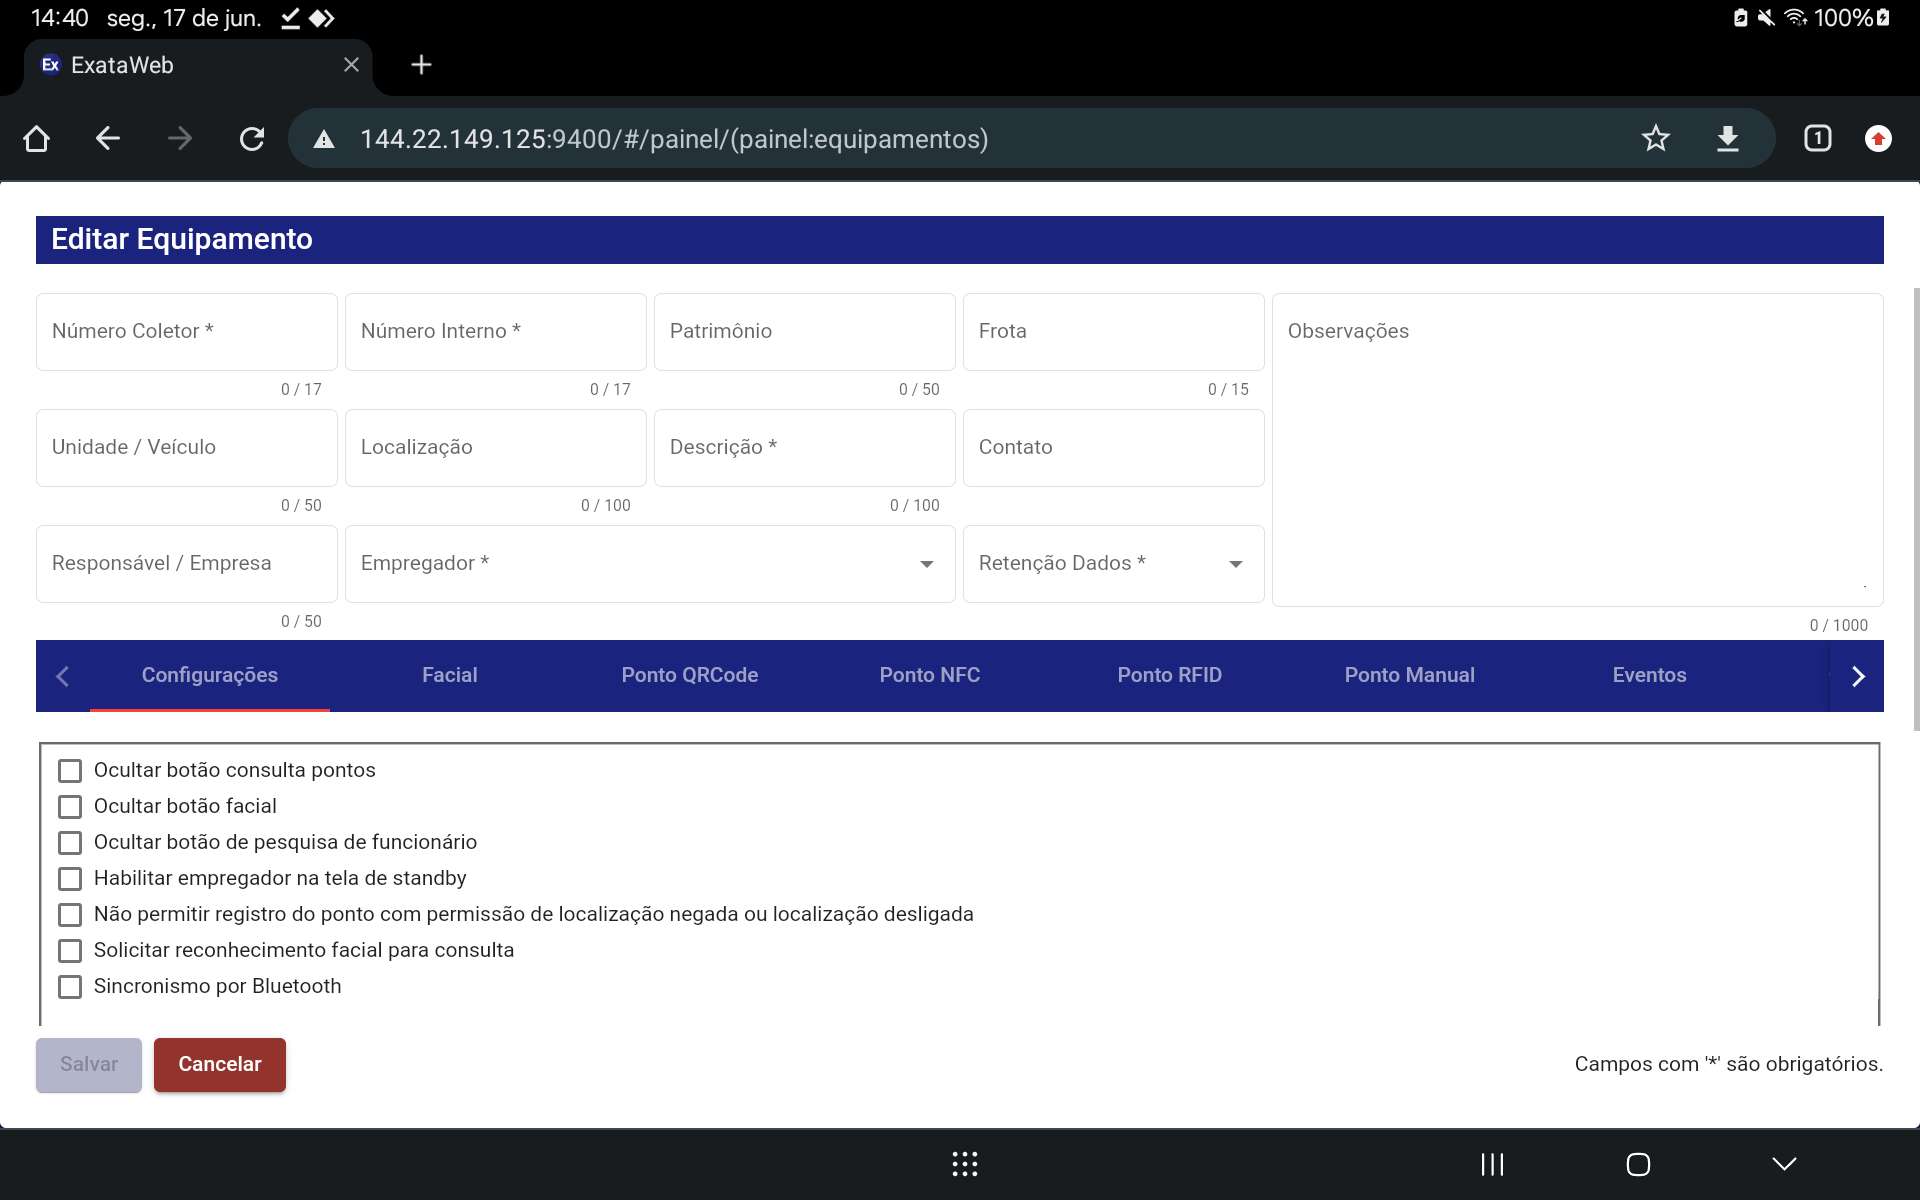 14:40 seg., 17 de jun. 100%
Ex ExataWeb
144.22.149.125:9400/#/painel/(painel:equipamentos) 1
Editar Equipamento
Número Coletor * Número Interno * Patrimônio Frota Observações
0 / 17 0 / 17 0 / 50 0 / 15
Unidade / Veículo Localização Descrição * Contato
0 / 50 0 / 100 0 / 100
Responsável / Empresa Empregador * Retenção Dados *
0 / 50 0 / 1000
Configurações Facial Ponto QRCode Ponto NFC Ponto RFID Ponto Manual Eventos
Ocultar botão consulta pontos
Ocultar botão facial
Ocultar botão de pesquisa de funcionário
Habilitar empregador na tela de standby
Não permitir registro do ponto com permissão de localização negada ou localização desligada
Solicitar reconhecimento facial para consulta
Sincronismo por Bluetooth
Salvar Cancelar Campos com '*' são obrigatórios.